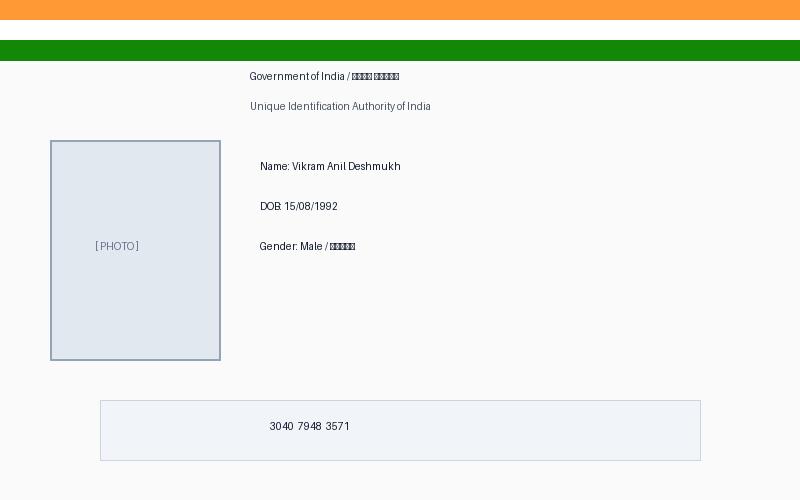 Government of India /
Unique Identification Authority of India
Name: Vikram Anil Deshmukh
DOB: 15/08/1992
Gender: Male /
[PHOTO]
3040 7948 3571